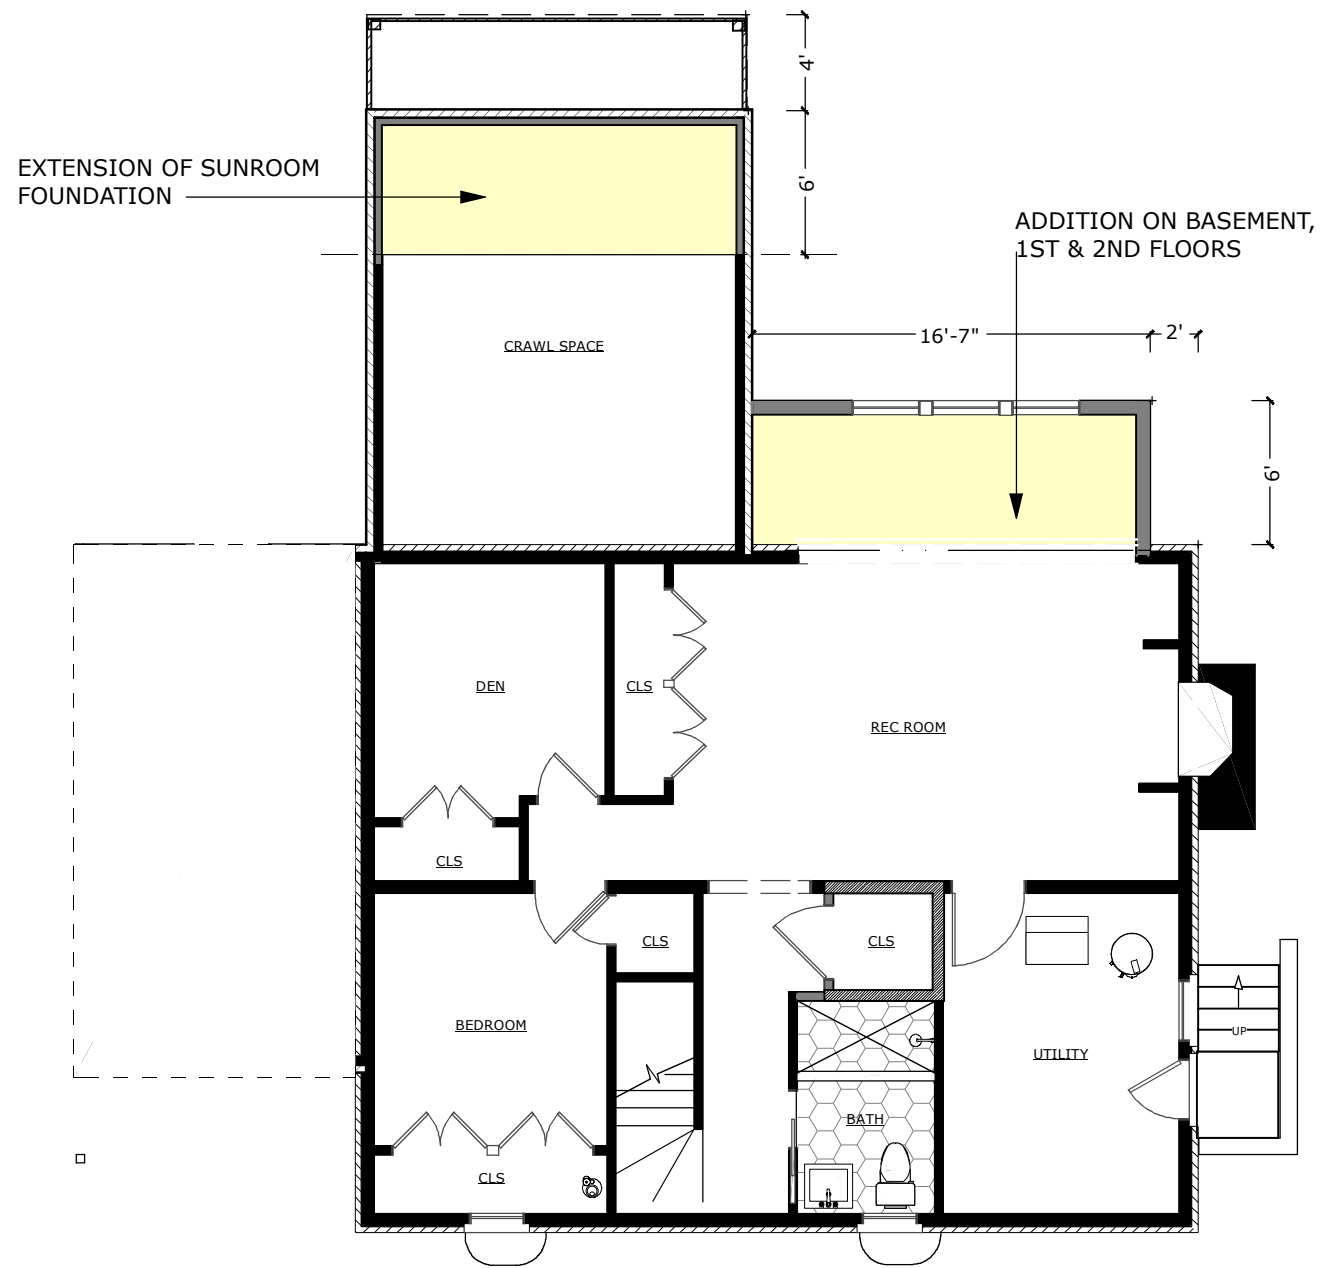 4'
EXTENSION OF SUNROOM
FOUNDATION
6'
ADDITION ON BASEMENT,
1ST & 2ND FLOORS
16'-7"
2'
CRAWL SPACE
6'
DEN
CLS
REC ROOM
CLS
CLS
CLS
BEDROOM
UP
UTILITY
BATH
CLS